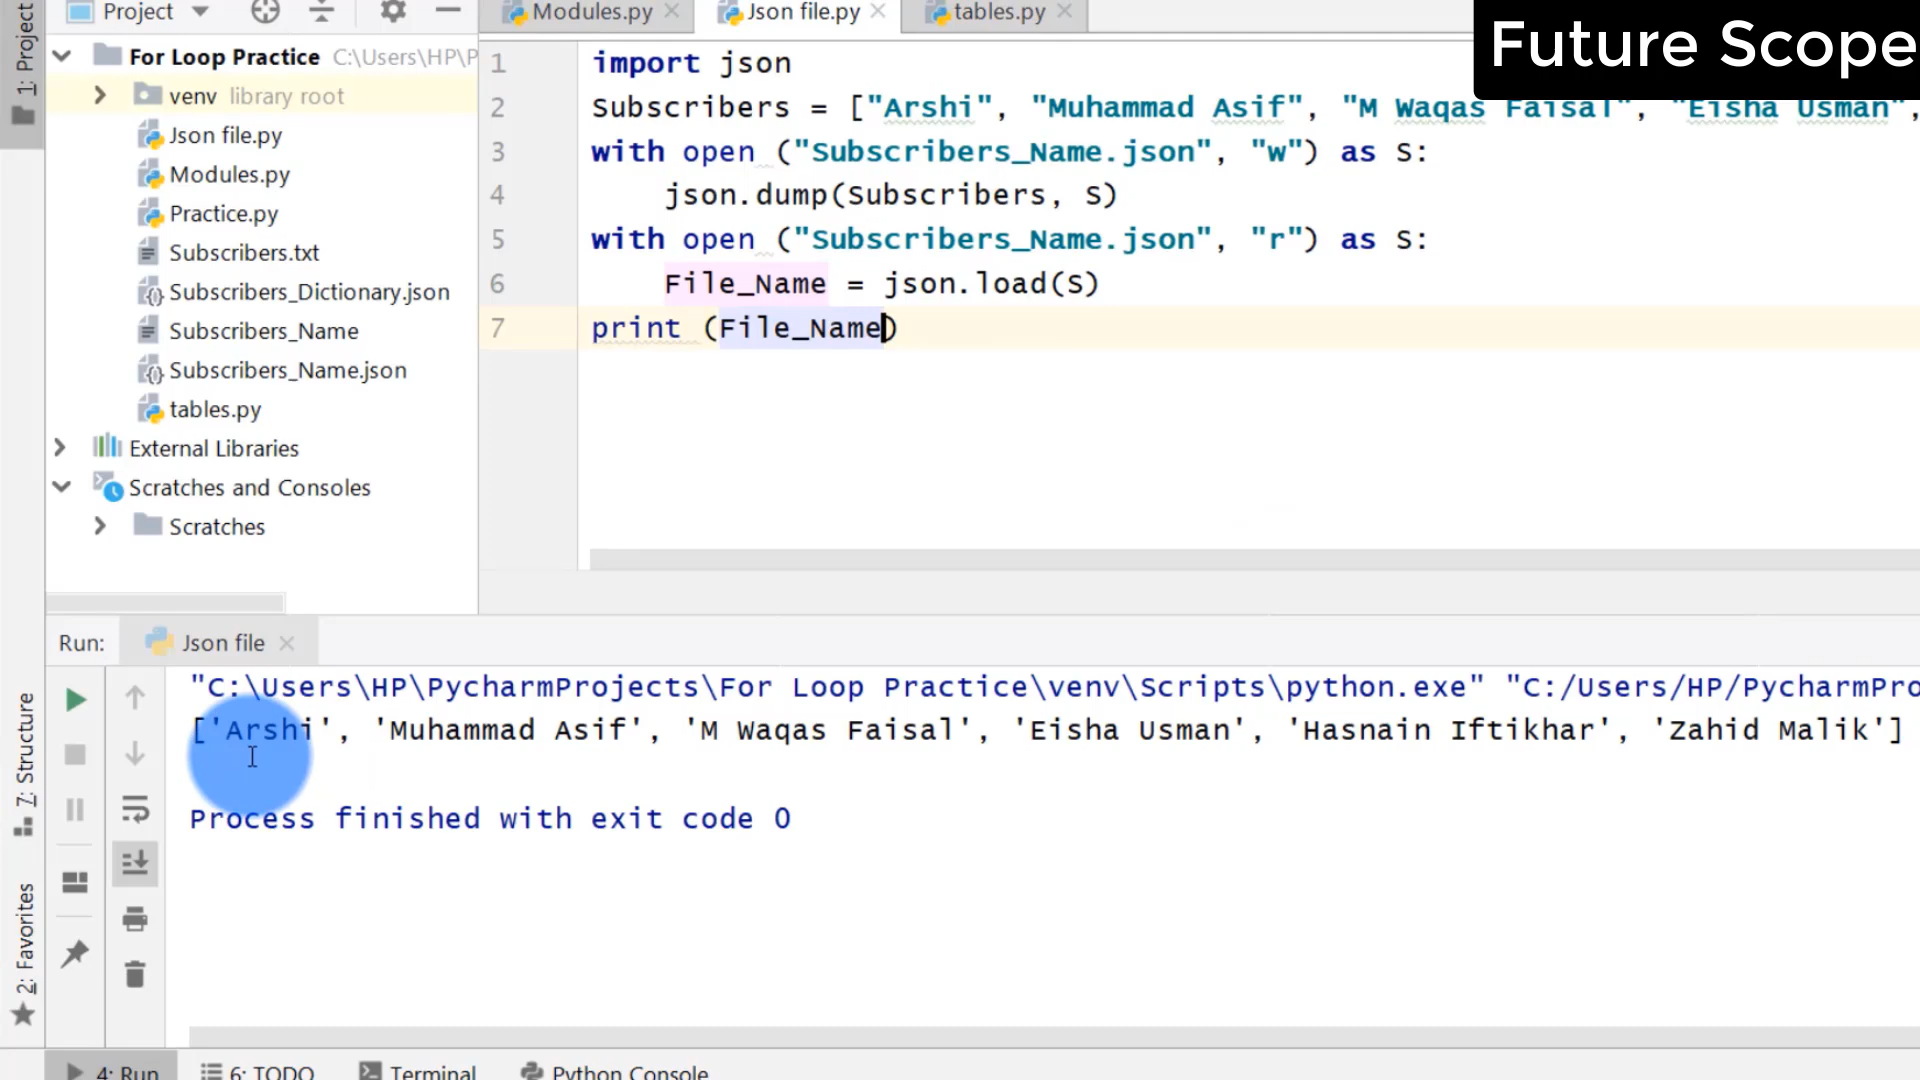 Project
Modules.py
Json file.py
tables.py
Future Scope
1: Project
For Loop Practice C:\Users\HP\P
venv library root
Json file.py
Modules.py
Practice.py
Subscribers.txt
Subscribers_Dictionary.json
Subscribers_Name
Subscribers_Name.json
tables.py
External Libraries
Scratches and Consoles
Scratches
1 import json
2 Subscribers = ["Arshi", "Muhammad Asif", "M Waqas Faisal", "Eisha Usman",
3 with open ("Subscribers_Name.json", "w") as S:
4 json.dump(Subscribers, S)
5 with open ("Subscribers_Name.json", "r") as S:
6 File_Name = json.load(S)
7 print (File_Name)
Run: Json file
"C:\Users\HP\PycharmProjects\For Loop Practice\venv\Scripts\python.exe" "C:/Users/HP/PycharmPro
['Arshi', 'Muhammad Asif', 'M Waqas Faisal', 'Eisha Usman', 'Hasnain Iftikhar', 'Zahid Malik']
Process finished with exit code 0
7: Structure
2: Favorites
4: Run
6: TODO
Terminal
Python Console